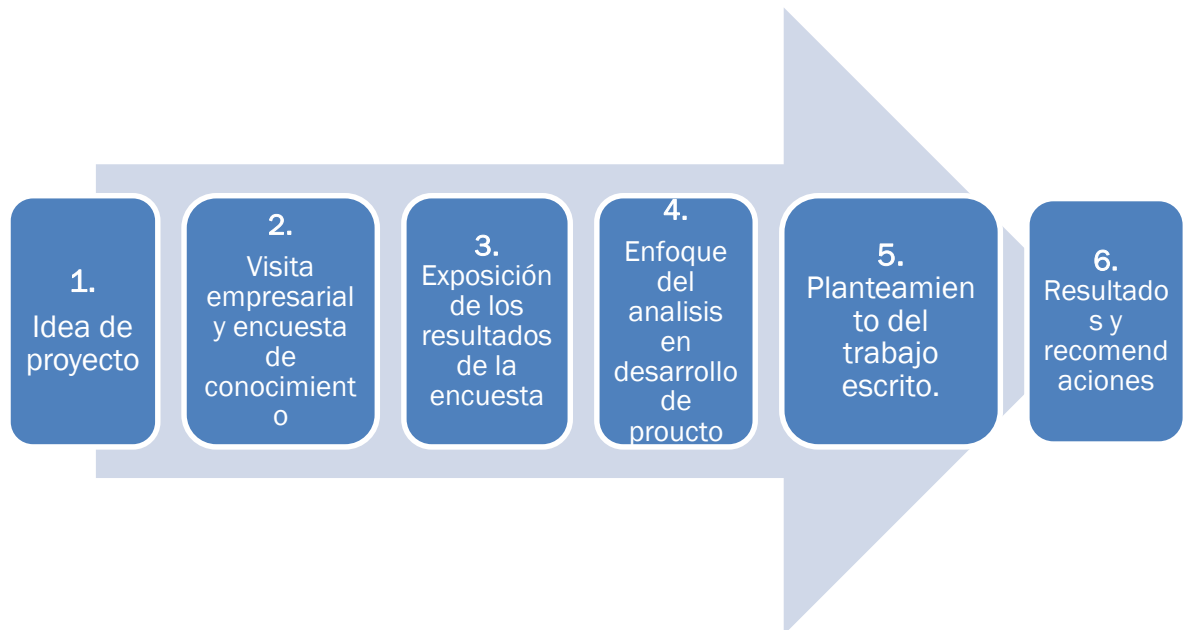 1.
Idea de
proyecto
2.
Visita
empresarial
y encuesta
de
conocimient
o
3.
Exposición
de los
resultados
de la
encuesta
4.
Enfoque
del
analisis
en
desarrollo
de
proucto
5.
Planteamien
to del
trabajo
escrito.
6.
Resultado
s y
recomend
aciones